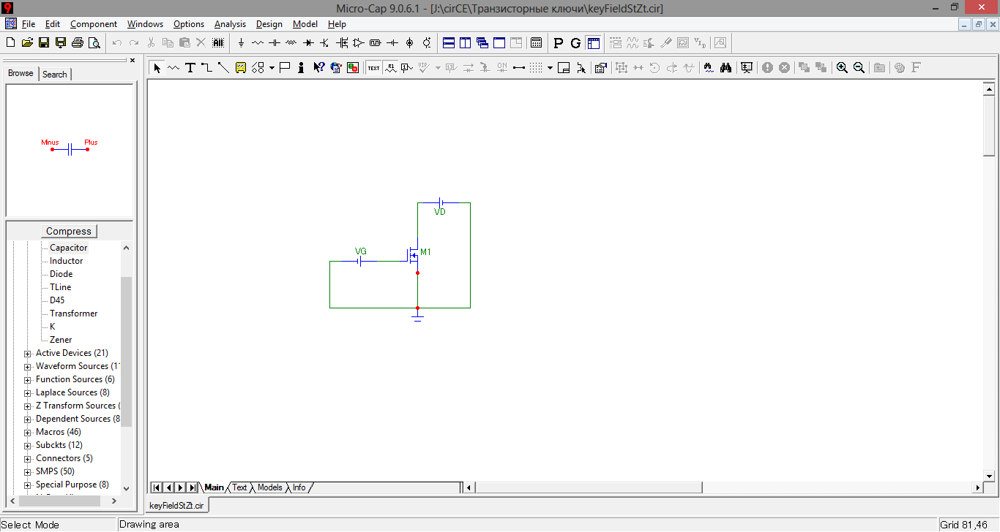 Micro-Cap 9.0.6.1 - [J:\cirCE\Транзисторные ключи\keyFieldStZt.cir]
File Edit Component Windows Options Analysis Design Model Help
P G
Browse Search
T TEXT R1 F
Minus Plus
Compress
Capacitor
Inductor
Diode
TLine
D45
Transformer
K
Zener
Active Devices (21)
Waveform Sources (1
Function Sources (6)
Laplace Sources (8)
Z Transform Sources (
Dependent Sources (8
Macros (46)
Subckts (12)
Connectors (5)
SMPS (50)
Special Purpose (8)
VD
VG
M1
Main Text Models Info
keyFieldStZt.cir
Select Mode Drawing area Grid 81,46